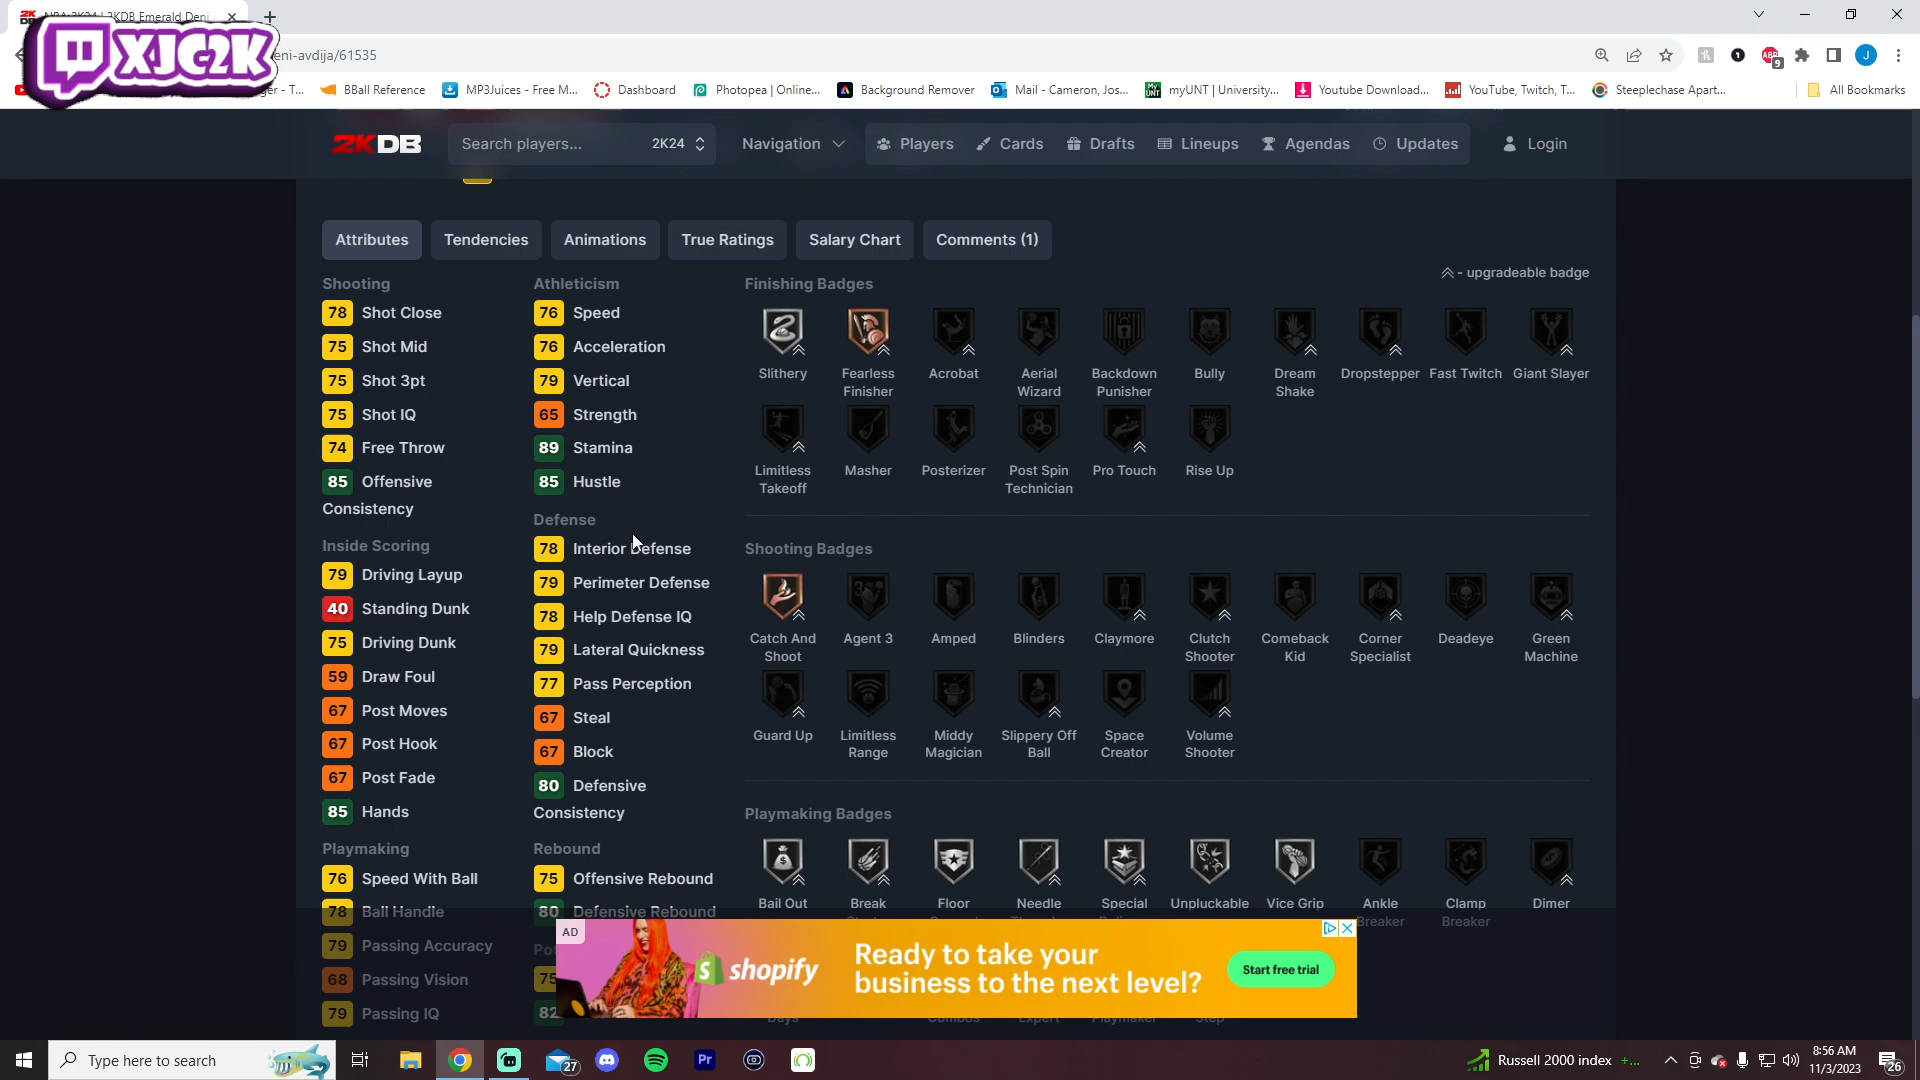 NBA 2K24 | 2KDB Emerald Deni
XJC2K
eni-avdija/61535
9
J
ger - T...
BBall Reference
MP3Juices - Free M...
Dashboard
Photopea | Online...
Background Remover
Mail - Cameron, Jos...
myUNT | University...
Youtube Download...
YouTube, Twitch, T...
Steeplechase Apart...
All Bookmarks
2KDB
Search players...
2K24
Navigation
Players
Cards
Drafts
Lineups
Agendas
Updates
Login
Attributes
Tendencies
Animations
True Ratings
Salary Chart
Comments (1)
- upgradeable badge
Shooting
78 Shot Close
75 Shot Mid
75 Shot 3pt
75 Shot IQ
74 Free Throw
85 Offensive
Consistency
Inside Scoring
79 Driving Layup
40 Standing Dunk
75 Driving Dunk
59 Draw Foul
67 Post Moves
67 Post Hook
67 Post Fade
85 Hands
Playmaking
76 Speed With Ball
78 Ball Handle
79 Passing Accuracy
68 Passing Vision
79 Passing IQ
Athleticism
76 Speed
76 Acceleration
79 Vertical
65 Strength
89 Stamina
85 Hustle
Defense
78 Interior Defense
79 Perimeter Defense
78 Help Defense IQ
79 Lateral Quickness
77 Pass Perception
67 Steal
67 Block
80 Defensive
Consistency
Rebound
75 Offensive Rebound
80 Defensive Rebound
75
82
Finishing Badges
Slithery
Fearless
Finisher
Acrobat
Aerial
Wizard
Backdown
Punisher
Bully
Dream
Shake
Dropstepper
Fast Twitch
Giant Slayer
Limitless
Takeoff
Masher
Posterizer
Post Spin
Technician
Pro Touch
Rise Up
Shooting Badges
Catch And
Shoot
Agent 3
Amped
Blinders
Claymore
Clutch
Shooter
Comeback
Kid
Corner
Specialist
Deadeye
Green
Machine
Guard Up
Limitless
Range
Middy
Magician
Slippery Off
Ball
Space
Creator
Volume
Shooter
Playmaking Badges
Bail Out
Break
Floor
Needle
Special
Unpluckable
Vice Grip
Ankle
Breaker
Clamp
Breaker
Dimer
AD
shopify
Ready to take your
business to the next level?
Start free trial
Type here to search
27
Pr
Russell 2000 index +...
8:56 AM
11/3/2023
26